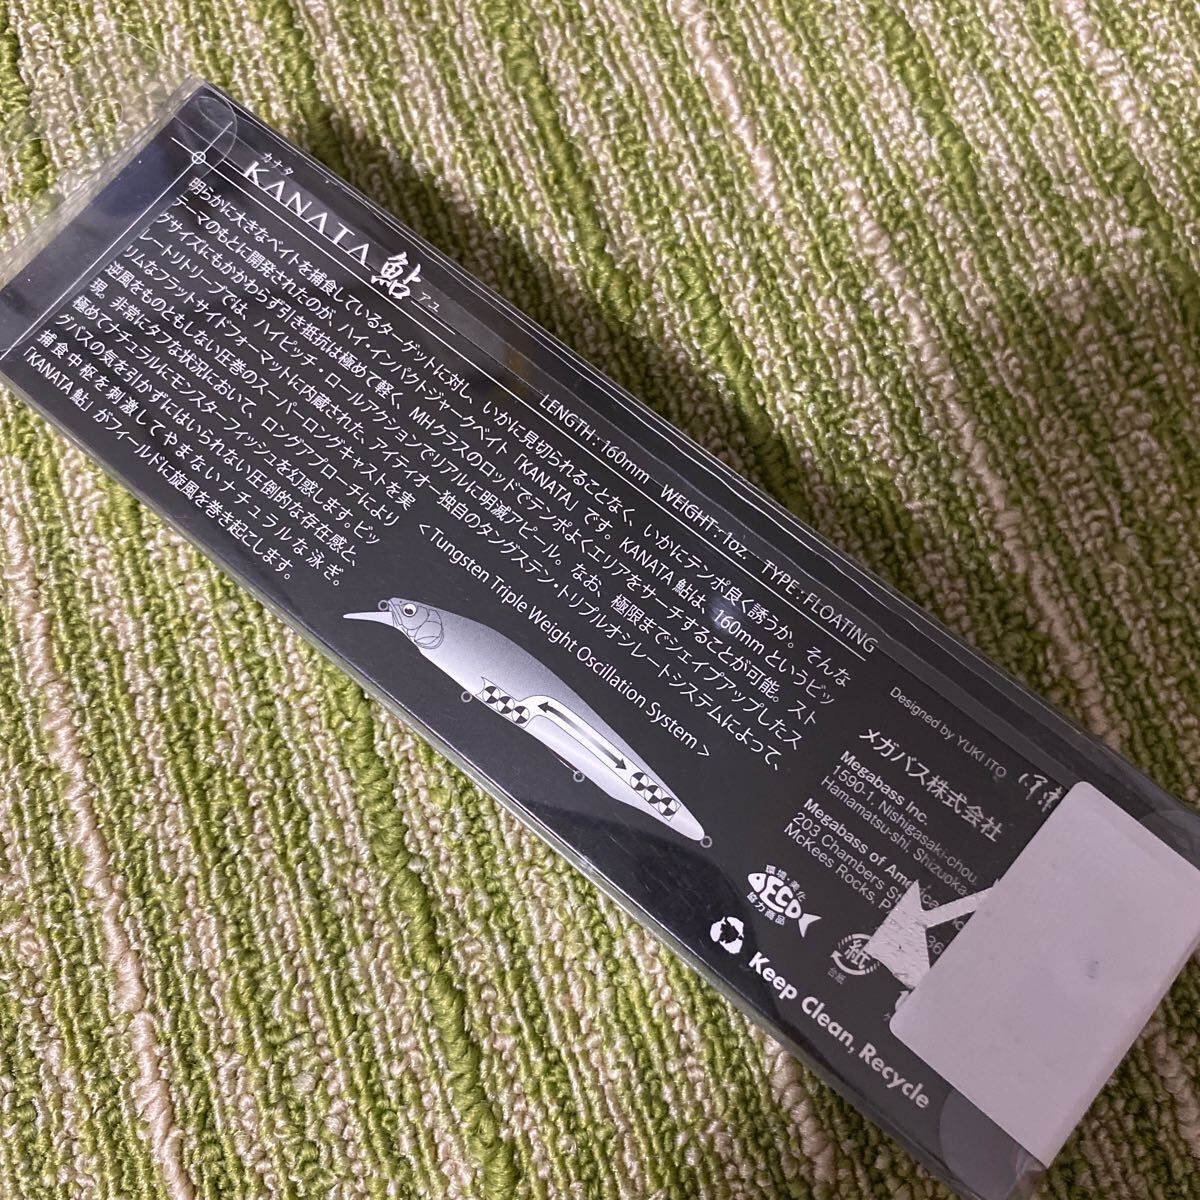 カナタ
KANATA 鮎 アユ
LENGTH : 160mm WEIGHT : 1oz. TYPE : FLOATING
明らかに大きなベイトを捕食しているターゲットに対し、いかに見切られることなく、いかにテンポ良く誘うか。そんな
テーマのもとに開発されたのが、ハイ・インパクト・ジャークベイト「KANATA」です。KANATA 鮎は、160mm というビッ
グサイズにもかかわらず引き抵抗は極めて軽く、MHクラスのロッドでテンポよくエリアをサーチすることが可能。スト
レートリトリーブでは、ハイピッチ・ロールアクションでリアルに明滅アピール。なお、極限までシェイプアップしたス
リムなフラットサイドフォーマットに内蔵された、アイティオー独自のタングステン・トリプルオシレートシステムによって、
逆風をものともしない圧巻のスーパーロングキャストを実
現。非常にタフな状況において、ロングアプローチにより
極めてナチュラルにモンスターフィッシュを幻惑します。ビッ
グバスの気を引かずにはいられない圧倒的な存在感と、
捕食中枢を刺激してやまないナチュラルな泳ぎ。
「KANATA 鮎」がフィールドに旋風を巻き起こします。
<Tungsten Triple Weight Oscillation System>
Designed by YUKI ITO
メガバス株式会社
Megabass Inc.
1590-1, Nishigasaki-chou,
Hamamatsu-shi, Shizuoka
Megabass of America
203 Chambers St
McKees Rocks, P 36
環境・美化
ECO
協力商品
紙
台紙
Keep Clean, Recycle